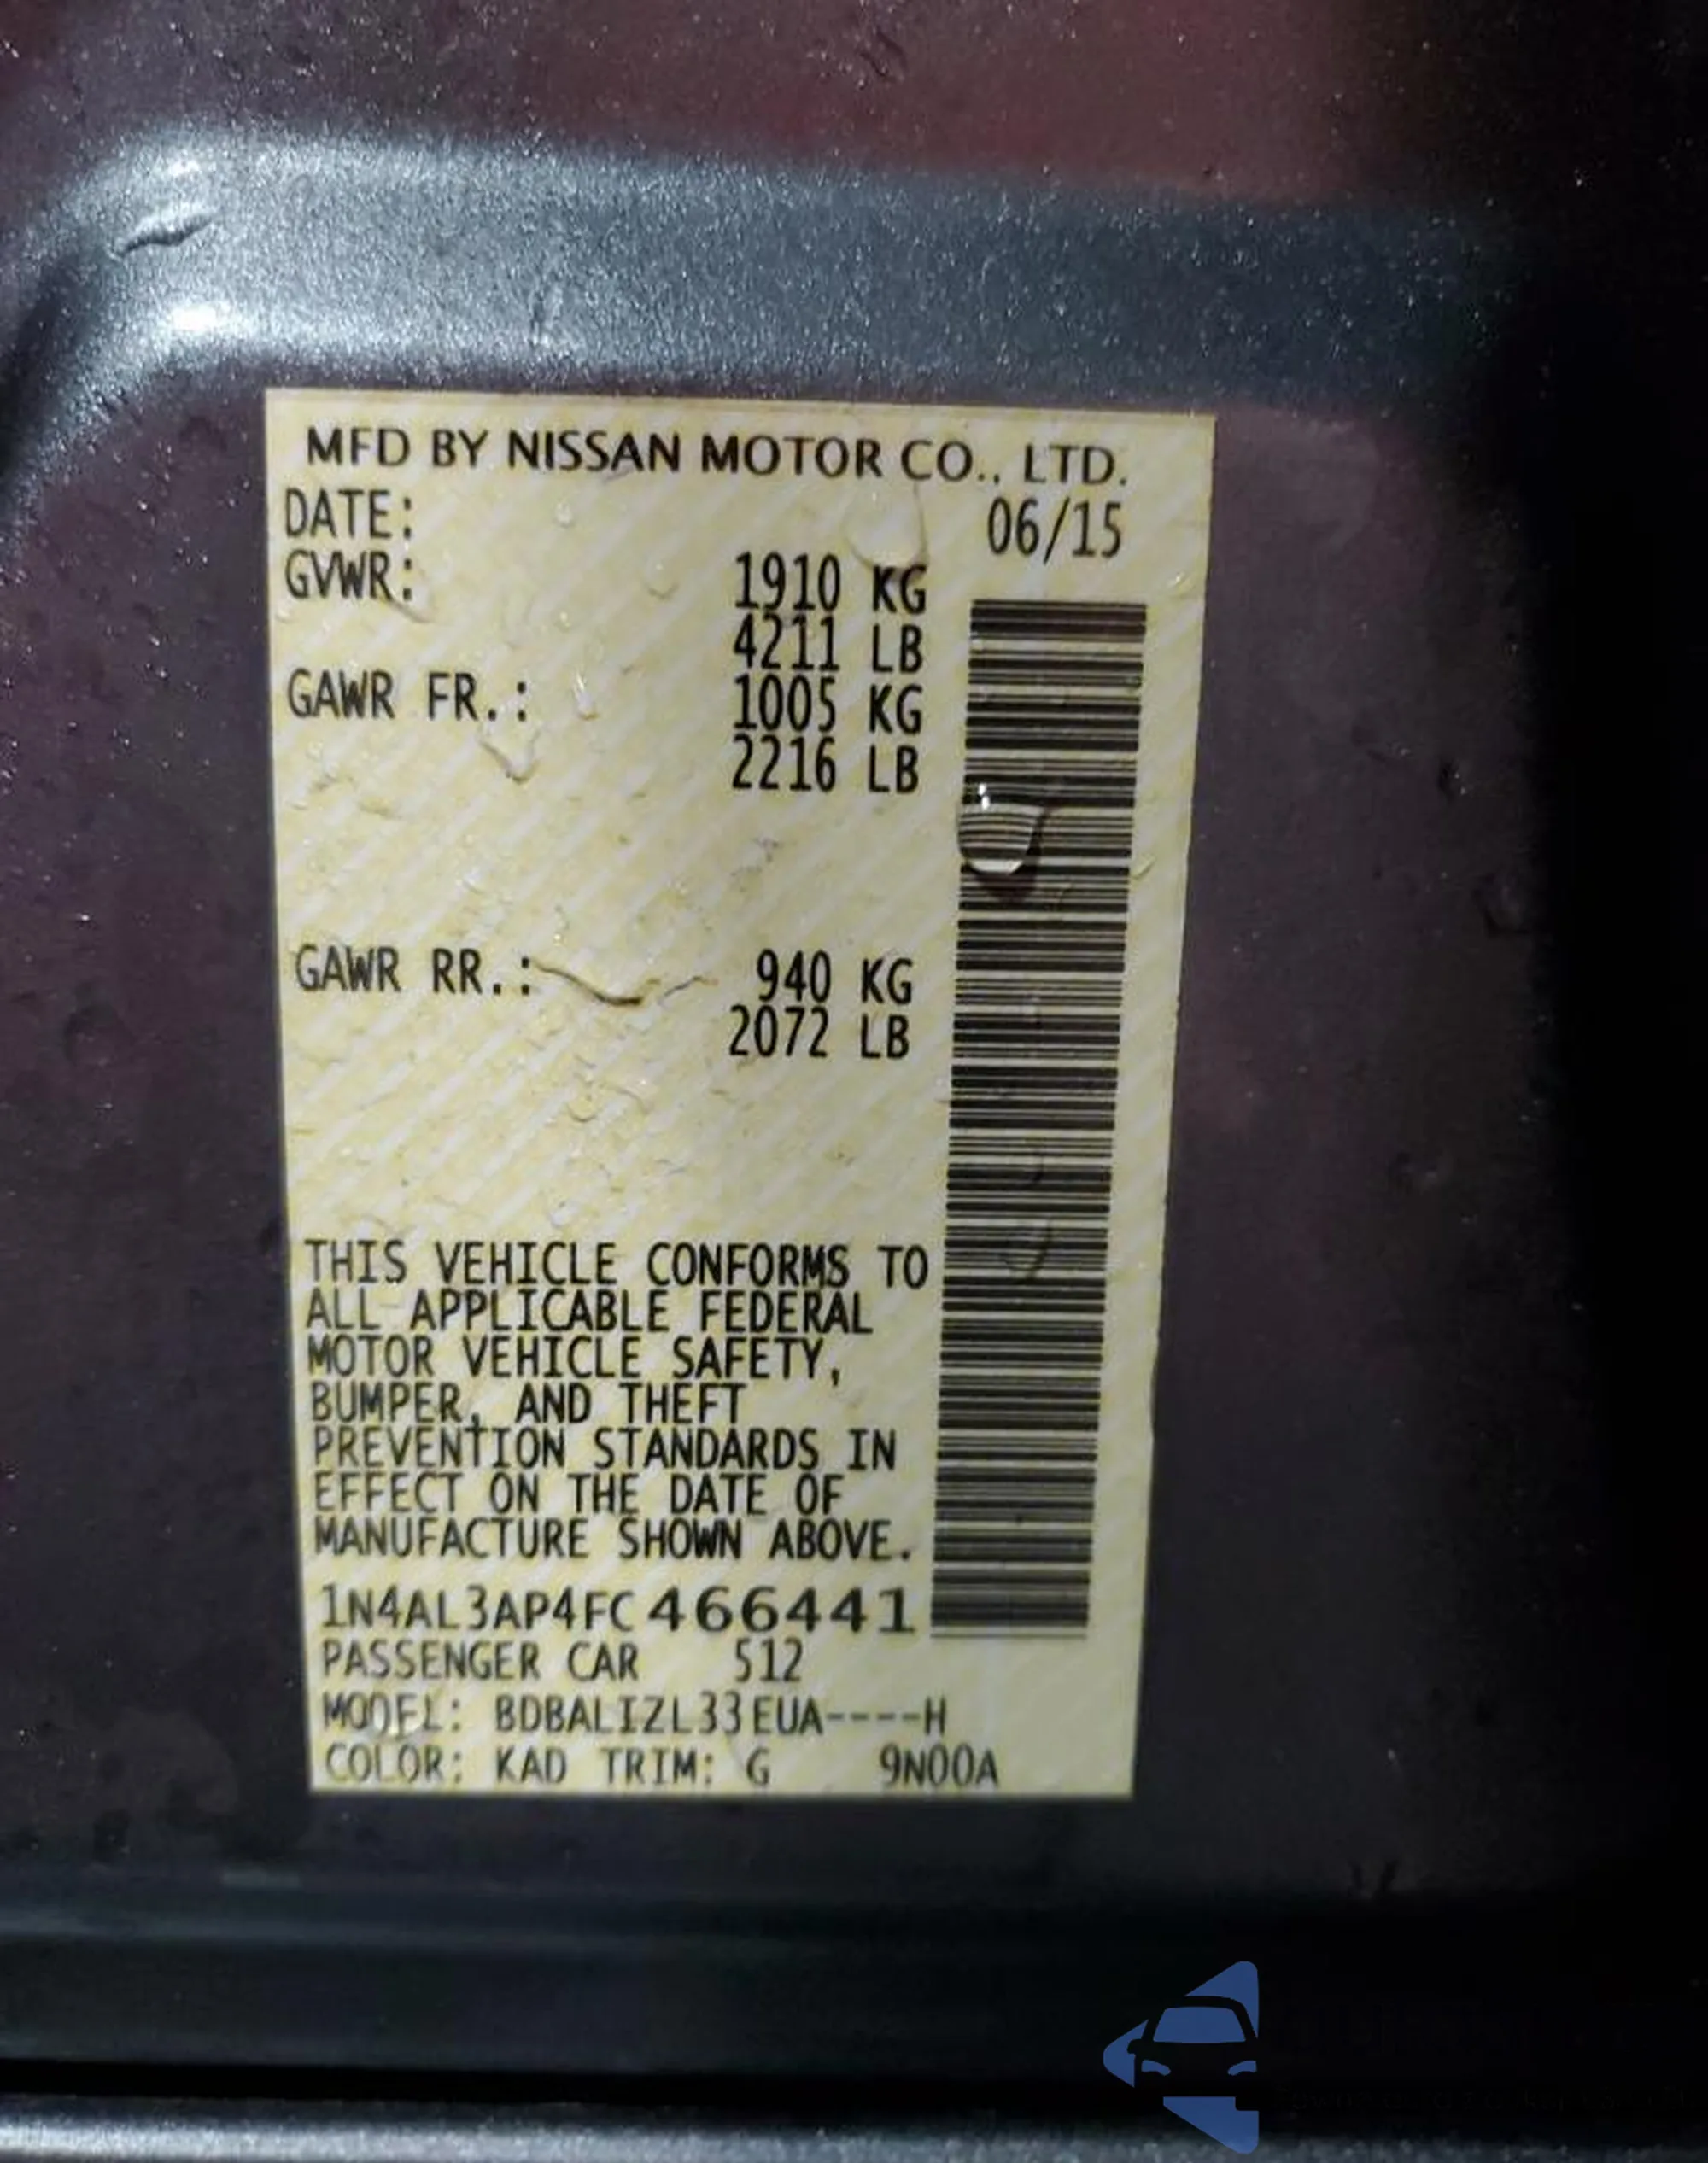 MFD BY NISSAN MOTOR CO., LTD.
DATE: 06/15
GVWR: 1910 KG
4211 LB
GAWR FR.: 1005 KG
2216 LB
GAWR RR.: 940 KG
2072 LB
THIS VEHICLE CONFORMS TO
ALL APPLICABLE FEDERAL
MOTOR VEHICLE SAFETY,
BUMPER, AND THEFT
PREVENTION STANDARDS IN
EFFECT ON THE DATE OF
MANUFACTURE SHOWN ABOVE.
1N4AL3AP4FC466441
PASSENGER CAR 512
MODEL: BDBALIZL33EUA----H
COLOR: KAD TRIM: G 9N00A